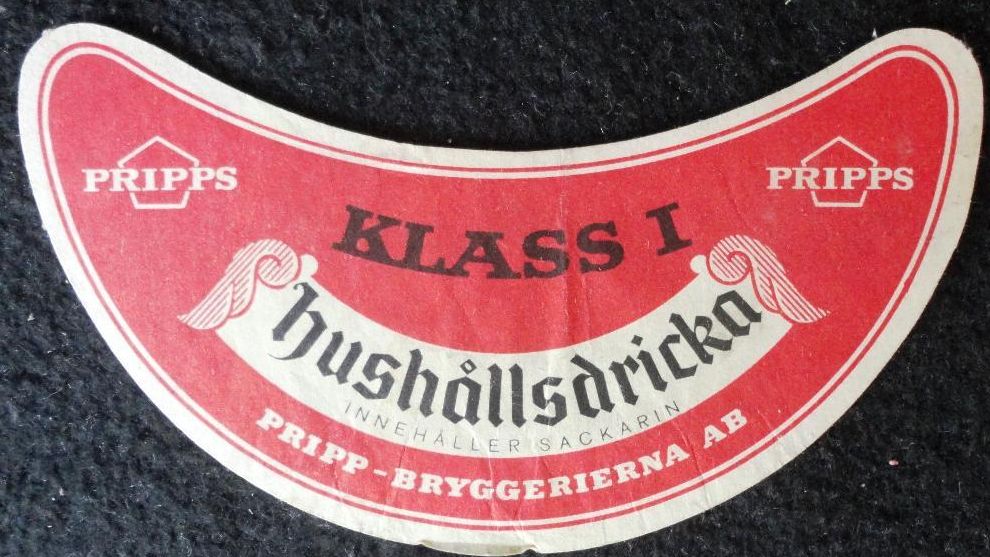 PRIPPS
PRIPPS
KLASS I
hushållsdricka
INNEHÅLLER SACKARIN
PRIPP-BRYGGERIERNA AB